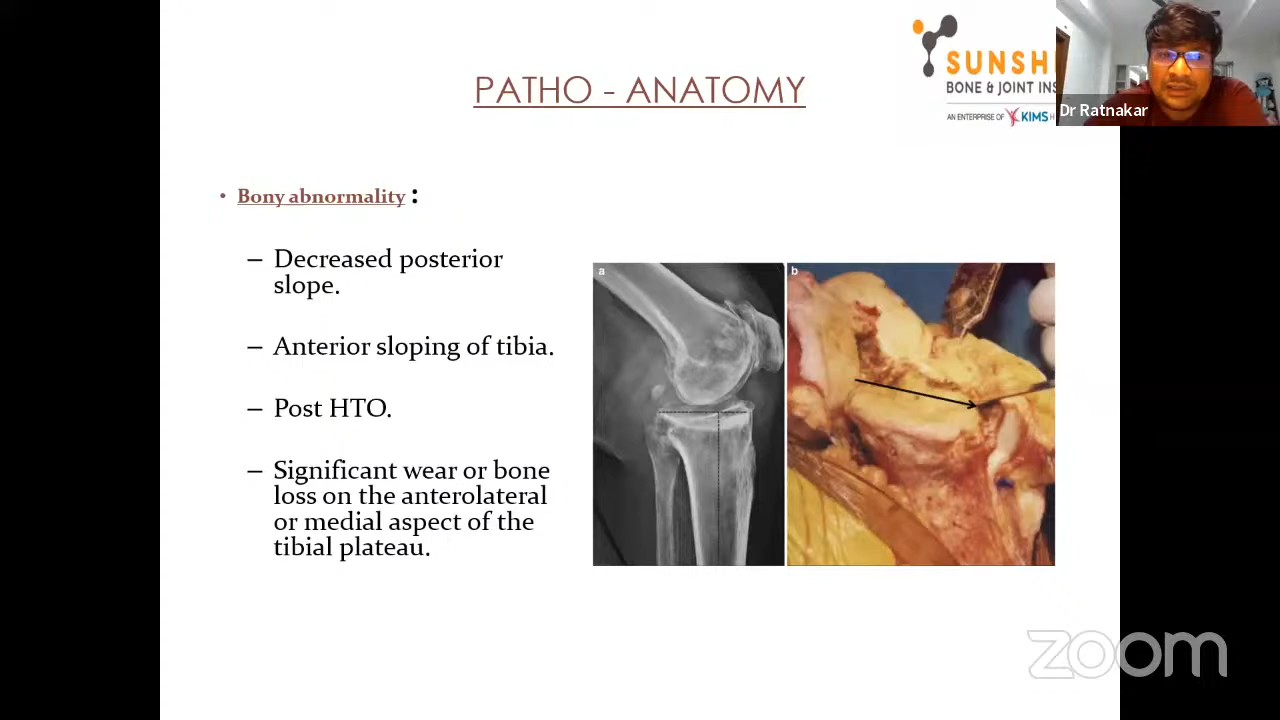 PATHO - ANATOMY
SUNSHI
BONE & JOINT INS
AN ENTERPRISE OF KIMS H
Dr Ratnakar
• Bony abnormality :
– Decreased posterior
slope.
– Anterior sloping of tibia.
– Post HTO.
– Significant wear or bone
loss on the anterolateral
or medial aspect of the
tibial plateau.
a
b
zoom